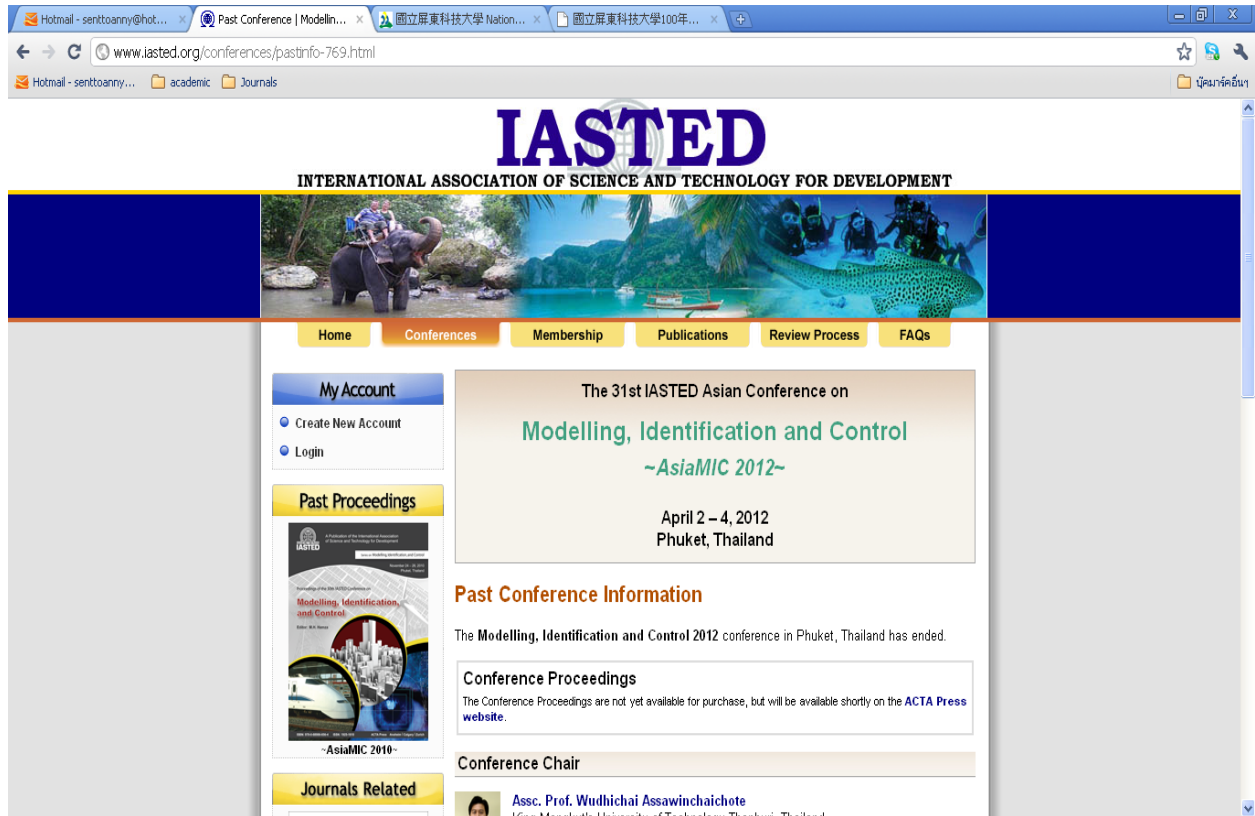 Hotmail - senttoanny@hot...
Past Conference | Modellin...
國立屏東科技大學 Nation...
國立屏東科技大學100年...
www.iasted.org/conferences/pastinfo-769.html
Hotmail - senttoanny...
academic
Journals
บุ๊คมาร์คอื่นๆ
IASTED
INTERNATIONAL ASSOCIATION OF SCIENCE AND TECHNOLOGY FOR DEVELOPMENT
Home
Conferences
Membership
Publications
Review Process
FAQs
My Account
Create New Account
Login
Past Proceedings
IASTED
Modelling, Identification,
and Control
~AsiaMIC 2010~
Journals Related
The 31st IASTED Asian Conference on
Modelling, Identification and Control
~AsiaMIC 2012~
April 2 – 4, 2012
Phuket, Thailand
Past Conference Information
The Modelling, Identification and Control 2012 conference in Phuket, Thailand has ended.
Conference Proceedings
The Conference Proceedings are not yet available for purchase, but will be available shortly on the ACTA Press
website.
Conference Chair
Assc. Prof. Wudhichai Assawinchaichote
King Mongkut's University of Technology Thonburi, Thailand